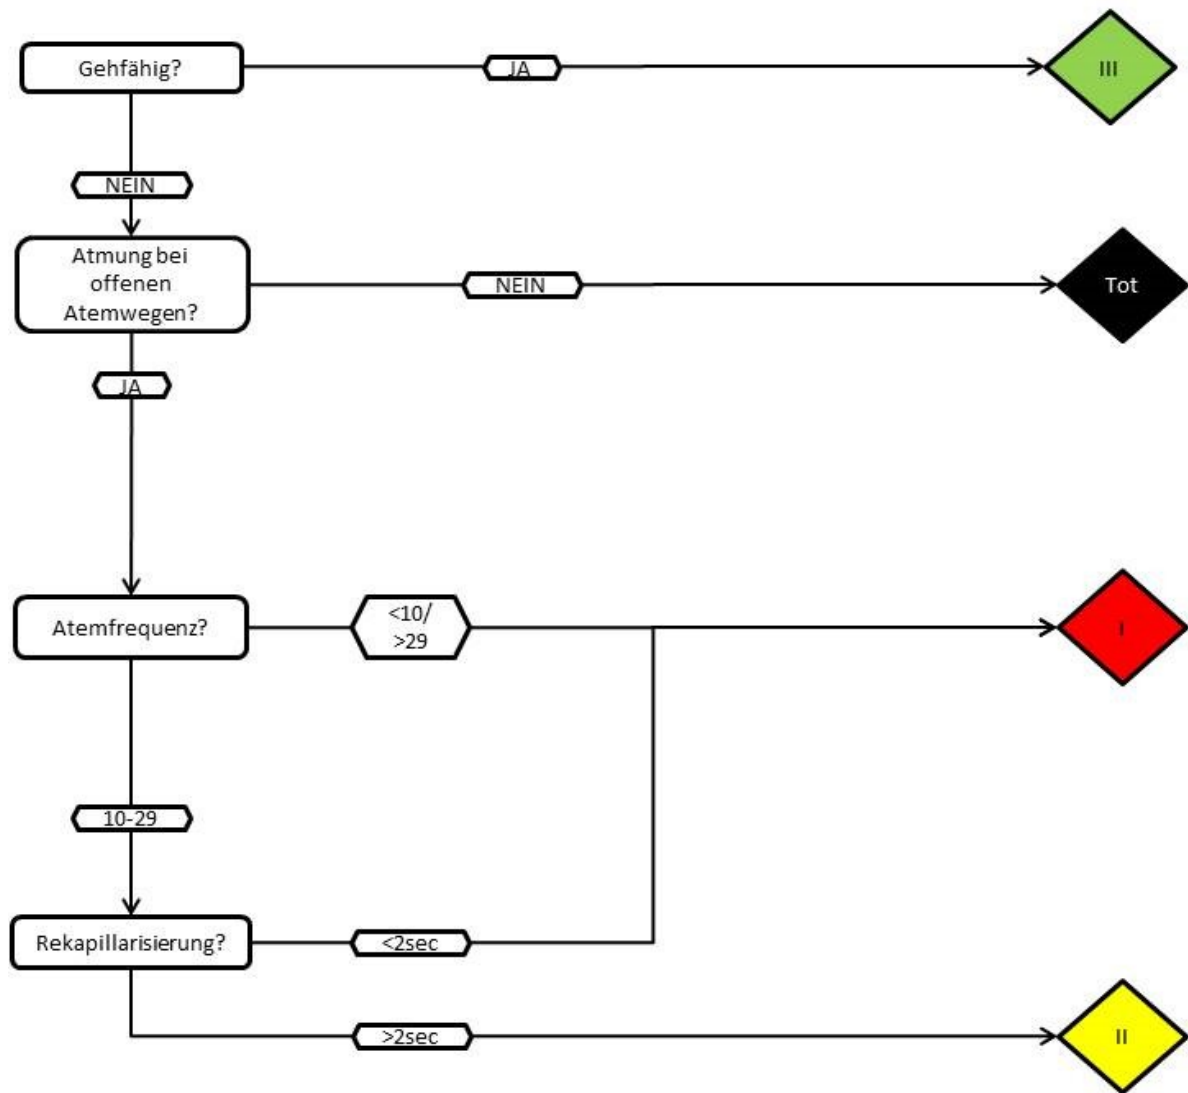 Gehfähig?
JA
III
NEIN
Atmung bei
offenen
Atemwegen?
NEIN
Tot
JA
Atemfrequenz?
<10/
>29
I
10-29
Rekapillarisierung?
<2sec
>2sec
II